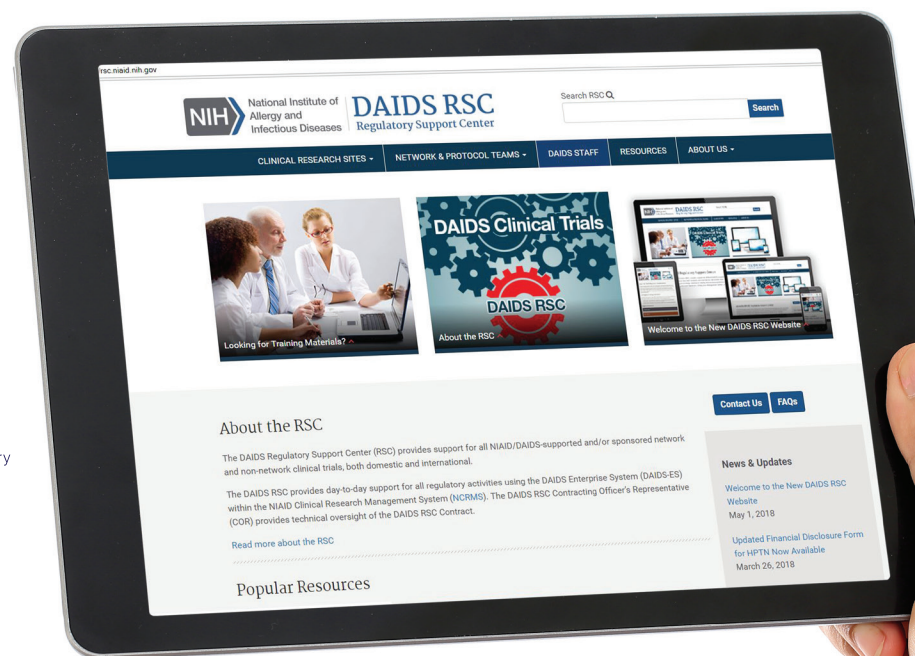 rsc.niaid.nih.gov
NIH
National Institute of
Allergy and
Infectious Diseases
DAIDS RSC
Regulatory Support Center
Search RSC
Search
CLINICAL RESEARCH SITES
NETWORK & PROTOCOL TEAMS
DAIDS STAFF
RESOURCES
ABOUT US
Looking for Training Materials?
DAIDS Clinical Trials
DAIDS RSC
About the RSC
Welcome to the New DAIDS RSC Website
About the RSC
The DAIDS Regulatory Support Center (RSC) provides support for all NIAID/DAIDS-supported and/or sponsored network
and non-network clinical trials, both domestic and international.
The DAIDS RSC provides day-to-day support for all regulatory activities using the DAIDS Enterprise System (DAIDS-ES)
within the NIAID Clinical Research Management System (NCRMS). The DAIDS RSC Contracting Officer's Representative
(COR) provides technical oversight of the DAIDS RSC Contract.
Read more about the RSC
Popular Resources
Contact Us
FAQs
News & Updates
Welcome to the New DAIDS RSC
Website
May 1, 2018
Updated Financial Disclosure Form
for HPTN Now Available
March 26, 2018
ry